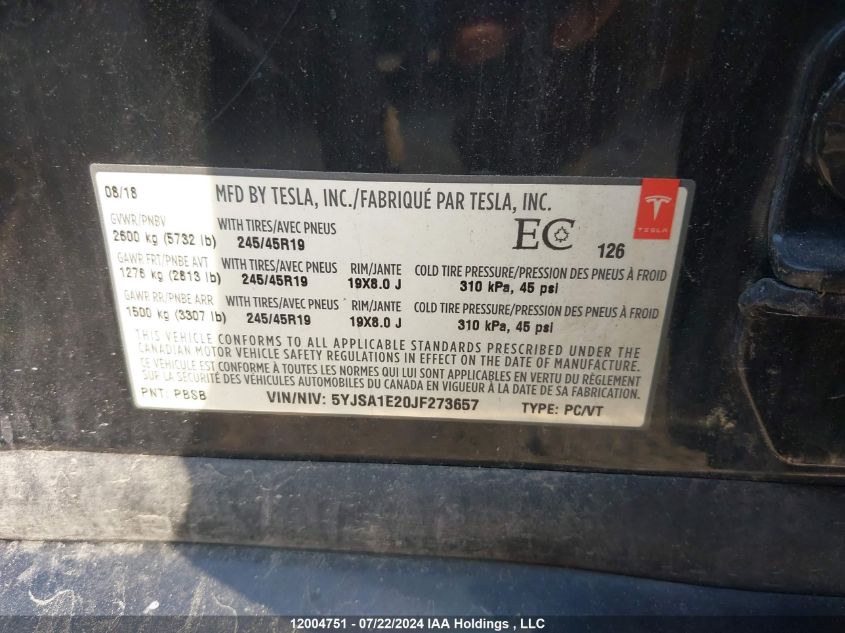 08/18
MFD BY TESLA, INC./FABRIQUÉ PAR TESLA, INC.
TESLA
EC 126
GVWR/PNBV
2600 kg (5732 lb)
WITH TIRES/AVEC PNEUS
245/45R19
GAWR FRT/PNBE AVT
1276 kg (2813 lb)
WITH TIRES/AVEC PNEUS
245/45R19
RIM/JANTE
19X8.0 J
COLD TIRE PRESSURE/PRESSION DES PNEUS À FROID
310 kPa, 45 psi
GAWR RR/PNBE ARR
1500 kg (3307 lb)
WITH TIRES/AVEC PNEUS
245/45R19
RIM/JANTE
19X8.0 J
COLD TIRE PRESSURE/PRESSION DES PNEUS À FROID
310 kPa, 45 psi
THIS VEHICLE CONFORMS TO ALL APPLICABLE STANDARDS PRESCRIBED UNDER THE
CANADIAN MOTOR VEHICLE SAFETY REGULATIONS IN EFFECT ON THE DATE OF MANUFACTURE.
CE VÉHICULE EST CONFORME À TOUTES LES NORMES QUI LUI SONT APPLICABLES EN VERTU DU RÈGLEMENT
SUR LA SÉCURITÉ DES VÉHICULES AUTOMOBILES DU CANADA EN VIGUEUR À LA DATE DE SA FABRICATION.
PNT: PBSB
VIN/NIV: 5YJSA1E20JF273657
TYPE: PC/VT
12004751 - 07/22/2024 IAA Holdings , LLC